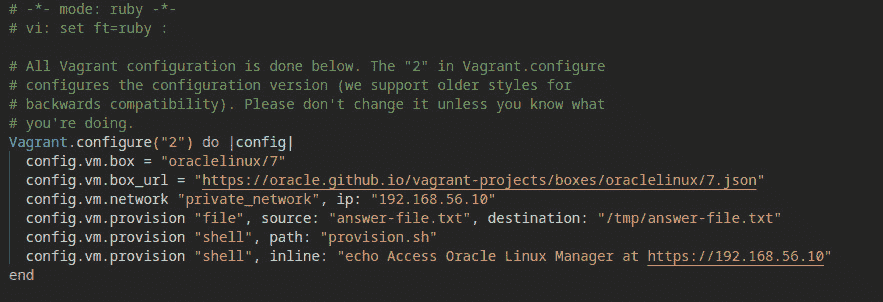 # -*- mode: ruby -*-
# vi: set ft=ruby :
# All Vagrant configuration is done below. The "2" in Vagrant.configure
# configures the configuration version (we support older styles for
# backwards compatibility). Please don't change it unless you know what
# you're doing.
Vagrant.configure("2") do |config|
  config.vm.box = "oraclelinux/7"
  config.vm.box_url = "https://oracle.github.io/vagrant-projects/boxes/oraclelinux/7.json"
  config.vm.network "private_network", ip: "192.168.56.10"
  config.vm.provision "file", source: "answer-file.txt", destination: "/tmp/answer-file.txt"
  config.vm.provision "shell", path: "provision.sh"
  config.vm.provision "shell", inline: "echo Access Oracle Linux Manager at https://192.168.56.10"
end